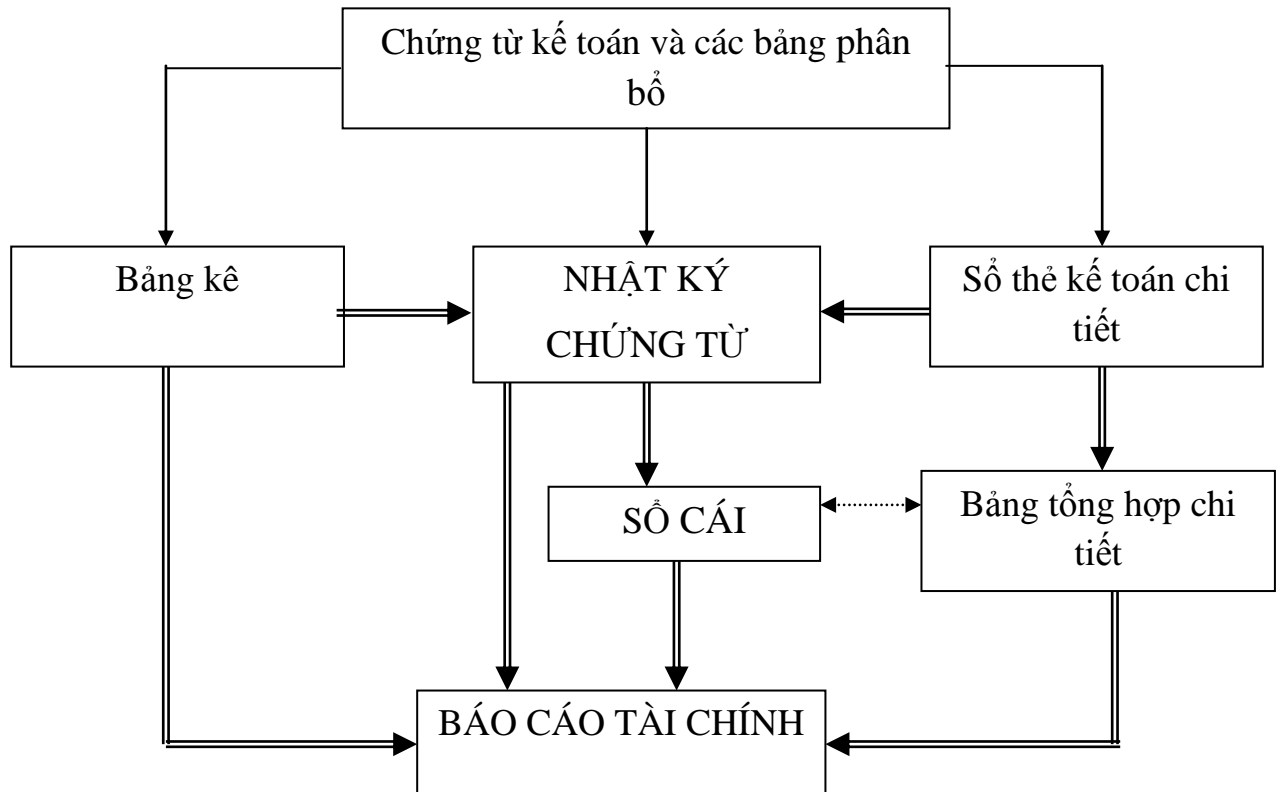 Chứng từ kế toán và các bảng phân
bổ
Bảng kê
NHẬT KÝ
CHỨNG TỪ
Sổ thẻ kế toán chi
tiết
SỔ CÁI
Bảng tổng hợp chi
tiết
BÁO CÁO TÀI CHÍNH